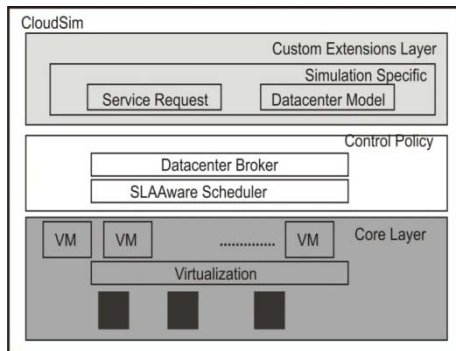 CloudSim
Custom Extensions Layer
Simulation Specific
Service Request Datacenter Model
Control Policy
Datacenter Broker
SLAAware Scheduler
VM VM .............. VM Core Layer
Virtualization